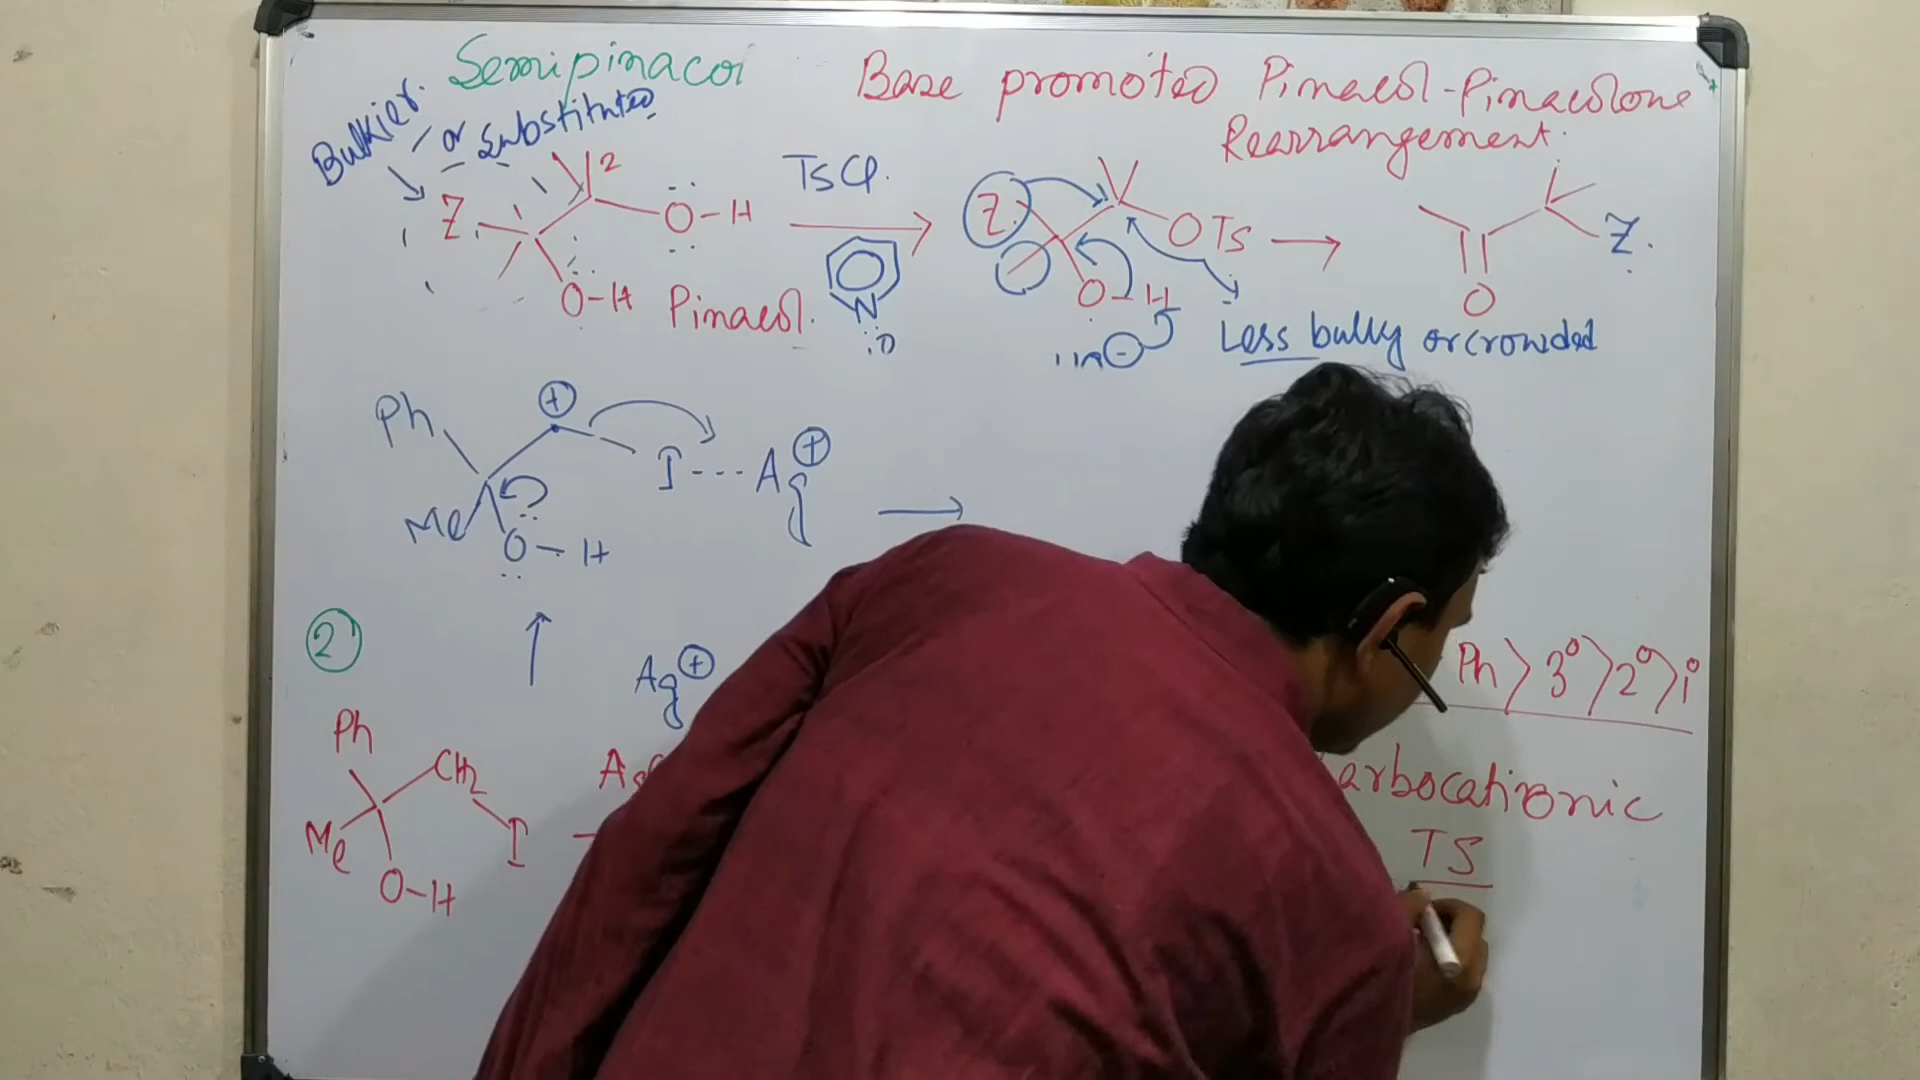 Semipinacol
Base promoted Pinacol-Pinacolone
Rearrangement.
Bulkier.
or substituted
Z
2
O-H
O-H
Pinacol.
TsCl.
N
Z
OTs
O-H
Less bulky or crowded
O
Z.
Ph
Me
O-H
I---Ag+
2
Ag+
Ph
CH2
Me
I
O-H
Ph > 3° > 2° > 1°
arbocationic
TS